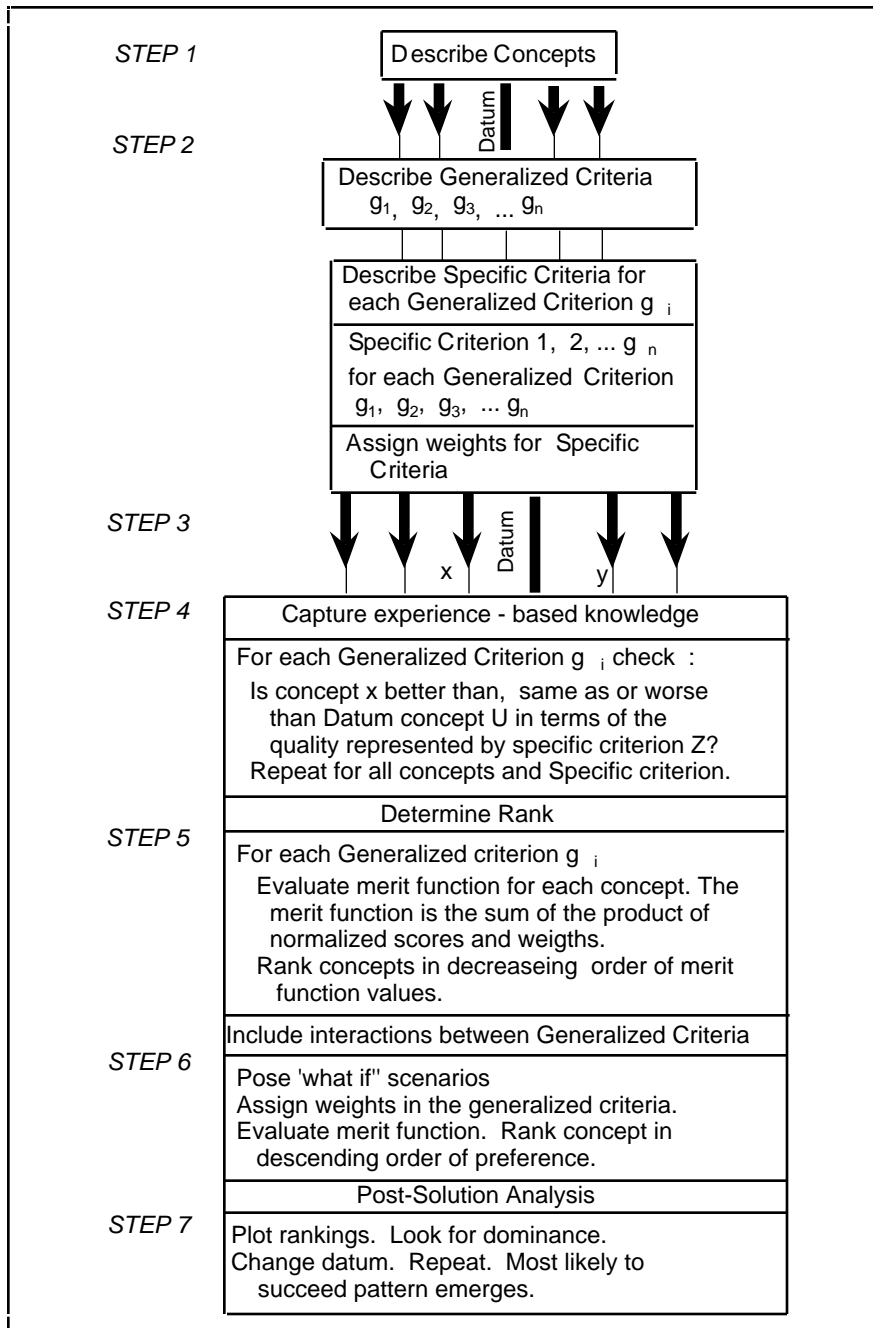 STEP 1
Describe Concepts
Datum
STEP 2
Describe Generalized Criteria
g1, g2, g3, ... gn
Describe Specific Criteria for
each Generalized Criterion g i
Specific Criterion 1, 2, ... g n
for each Generalized Criterion
g1, g2, g3, ... gn
Assign weights for Specific
Criteria
STEP 3
Datum
x
y
STEP 4
Capture experience - based knowledge
For each Generalized Criterion g i check :
Is concept x better than, same as or worse
than Datum concept U in terms of the
quality represented by specific criterion Z?
Repeat for all concepts and Specific criterion.
Determine Rank
STEP 5
For each Generalized criterion g i
Evaluate merit function for each concept. The
merit function is the sum of the product of
normalized scores and weigths.
Rank concepts in decreaseing order of merit
function values.
Include interactions between Generalized Criteria
STEP 6
Pose 'what if" scenarios
Assign weights in the generalized criteria.
Evaluate merit function. Rank concept in
descending order of preference.
Post-Solution Analysis
STEP 7
Plot rankings. Look for dominance.
Change datum. Repeat. Most likely to
succeed pattern emerges.